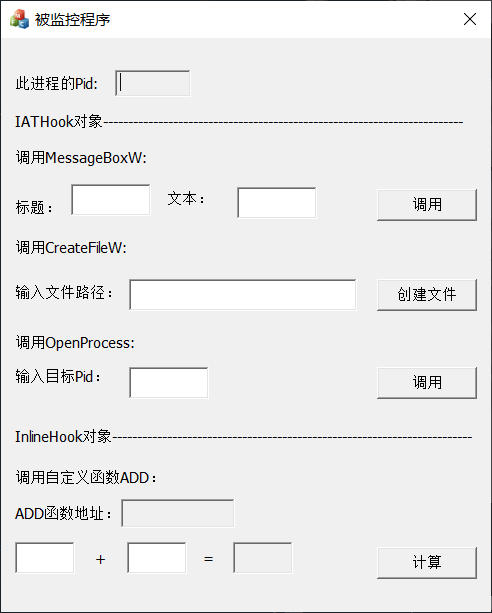 被监控程序
此进程的Pid:
IATHook对象------------------------------------------------------------------------
调用MessageBoxW:
标题： 文本： 调用
调用CreateFileW:
输入文件路径： 创建文件
调用OpenProcess:
输入目标Pid： 调用
InlineHook对象------------------------------------------------------------------------
调用自定义函数ADD：
ADD函数地址：
+ = 计算